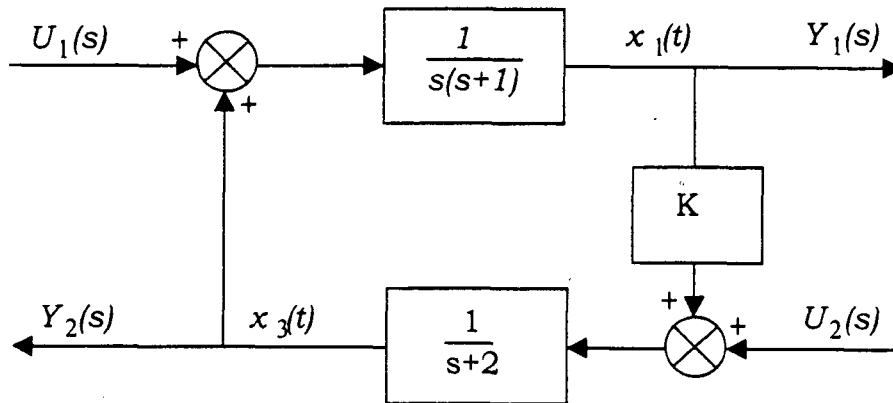 U1(s) + 1 x1(t) Y1(s)
s(s+1)
+
K
+
Y2(s) x3(t) 1 + U2(s)
s+2